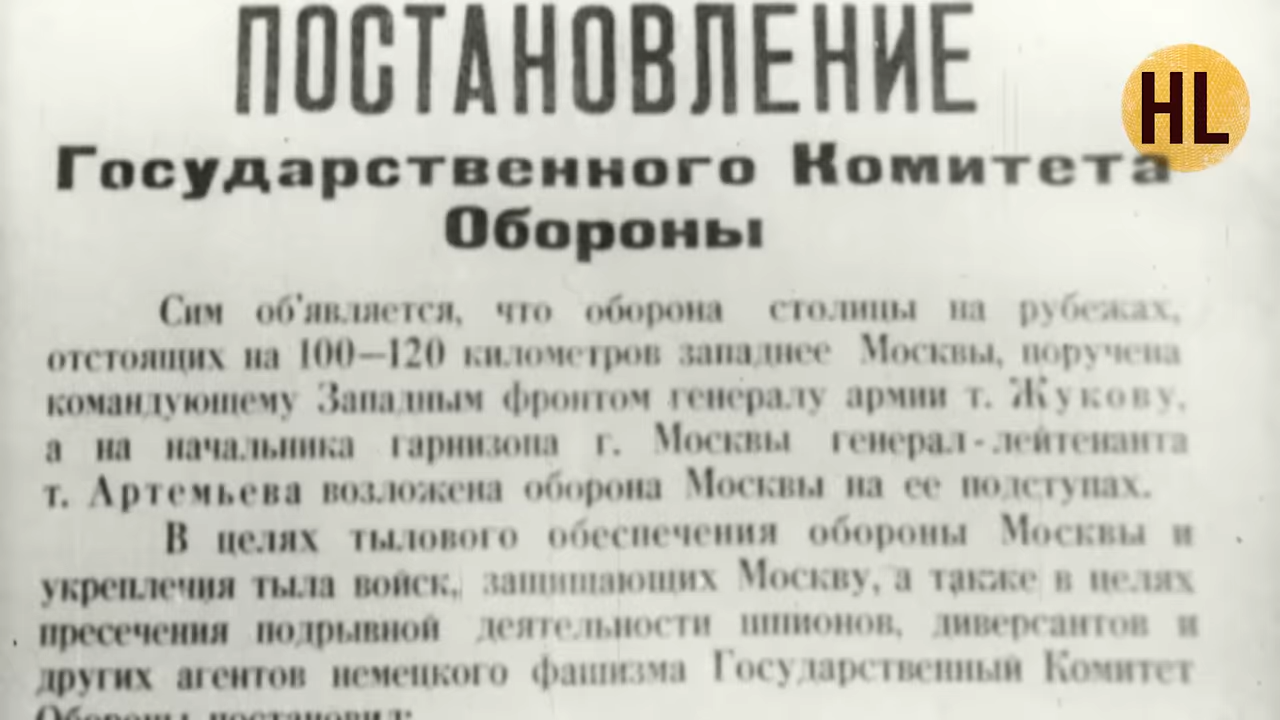 ПОСТАНОВЛЕНИЕ
HL
Государственного Комитета
Обороны
Сим об'является, что оборона столицы на рубежах,
отстоящих на 100—120 километров западнее Москвы, поручена
командующему Западным фронтом генералу армии т. Жукову,
а на начальника гарнизона г. Москвы генерал-лейтенанта
т. Артемьева возложена оборона Москвы на ее подступах.
В целях тылового обеспечения обороны Москвы и
укрепления тыла войск, защищающих Москву, а также в целях
пресечения подрывной деятельности шпионов, диверсантов и
других агентов немецкого фашизма Государственный Комитет
Обороны постановил: